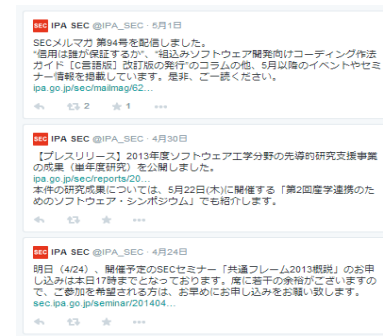 SEC IPA SEC @IPA_SEC · 5月1日
SECメルマガ 第94号を配信しました。
"信用は誰が保証するか"、"組込みソフトウェア開発向けコーディング作法
ガイド［C言語版］改訂版の発行"のコラムの他、5月以降のイベントやセミ
ナー情報を掲載しています。是非、ご一読ください。
ipa.go.jp/sec/mailmag/62...
2 1
SEC IPA SEC @IPA_SEC · 4月30日
【プレスリリース】2013年度ソフトウェア工学分野の先導的研究支援事業
の成果（単年度研究）を公開しました。
ipa.go.jp/sec/reports/20...
本件の研究成果については、5月22日(木)に開催する「第2回産学連携のた
めのソフトウェア・シンポジウム」でも紹介します。
SEC IPA SEC @IPA_SEC · 4月24日
明日（4/24）、開催予定のSECセミナー「共通フレーム2013概説」のお申
し込みは本日17時までとなっております。席に若干の余裕がございますの
で、ご参加を希望される方は、お早めにお申し込みをお願い致します。
sec.ipa.go.jp/seminar/201404...